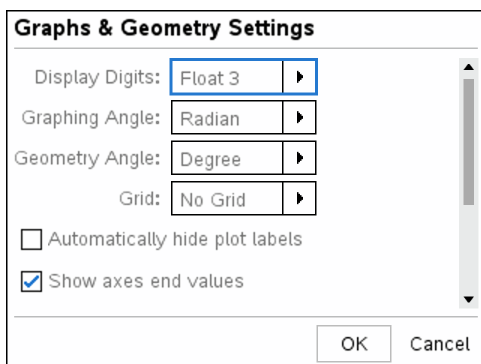 Graphs & Geometry Settings
Display Digits: Float 3
Graphing Angle: Radian
Geometry Angle: Degree
Grid: No Grid
Automatically hide plot labels
Show axes end values
OK Cancel